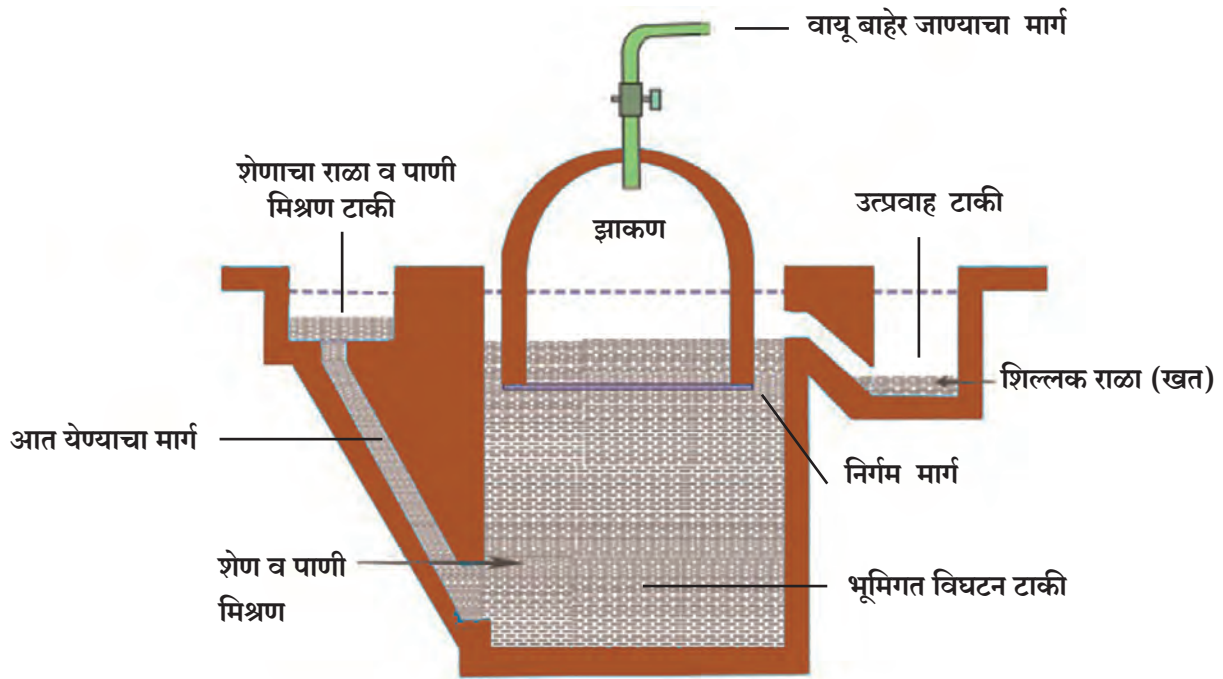 वायू बाहेर जाण्याचा मार्ग
शेणाचा राळा व पाणी
मिश्रण टाकी
उत्प्रवाह टाकी
झाकण
शिल्लक राळा (खत)
आत येण्याचा मार्ग
निर्गम मार्ग
शेण व पाणी
मिश्रण
भूमिगत विघटन टाकी